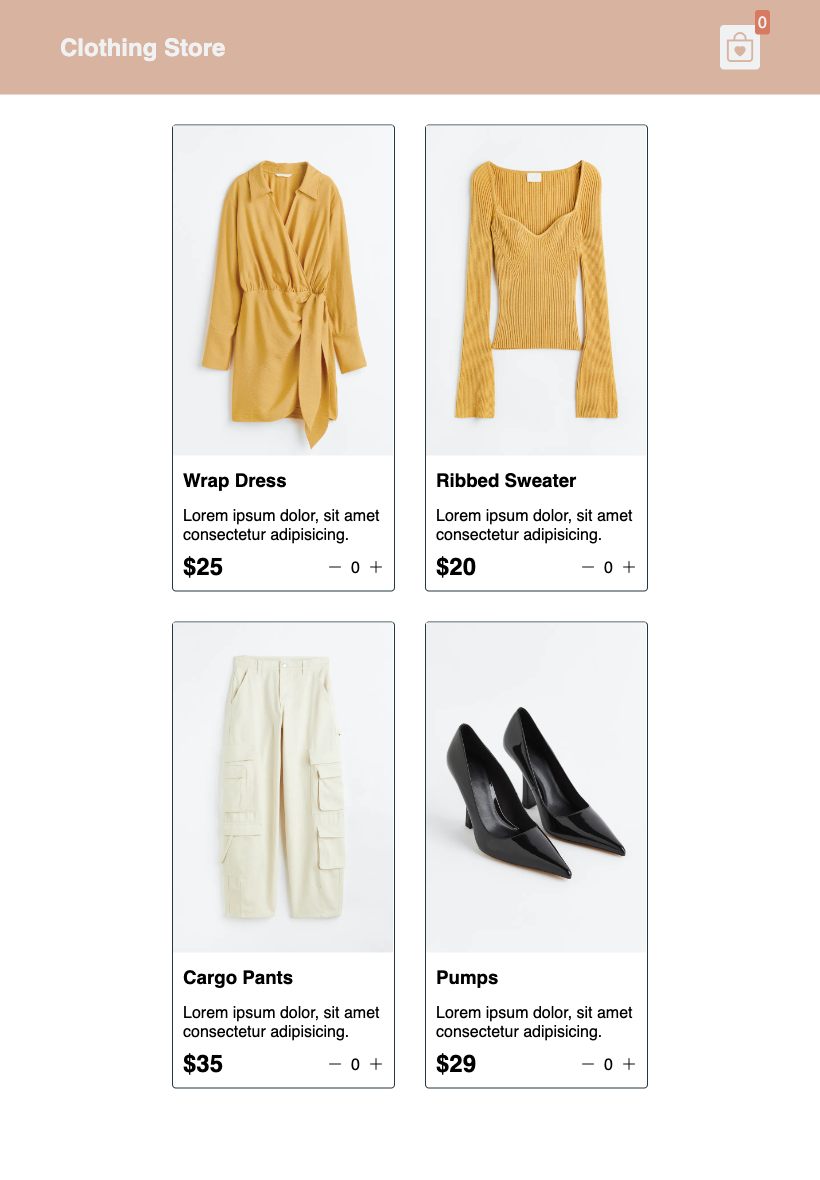 Clothing Store
0
Wrap Dress
Lorem ipsum dolor, sit amet
consectetur adipisicing.
$25 — 0 +
Ribbed Sweater
Lorem ipsum dolor, sit amet
consectetur adipisicing.
$20 — 0 +
Cargo Pants
Lorem ipsum dolor, sit amet
consectetur adipisicing.
$35 — 0 +
Pumps
Lorem ipsum dolor, sit amet
consectetur adipisicing.
$29 — 0 +